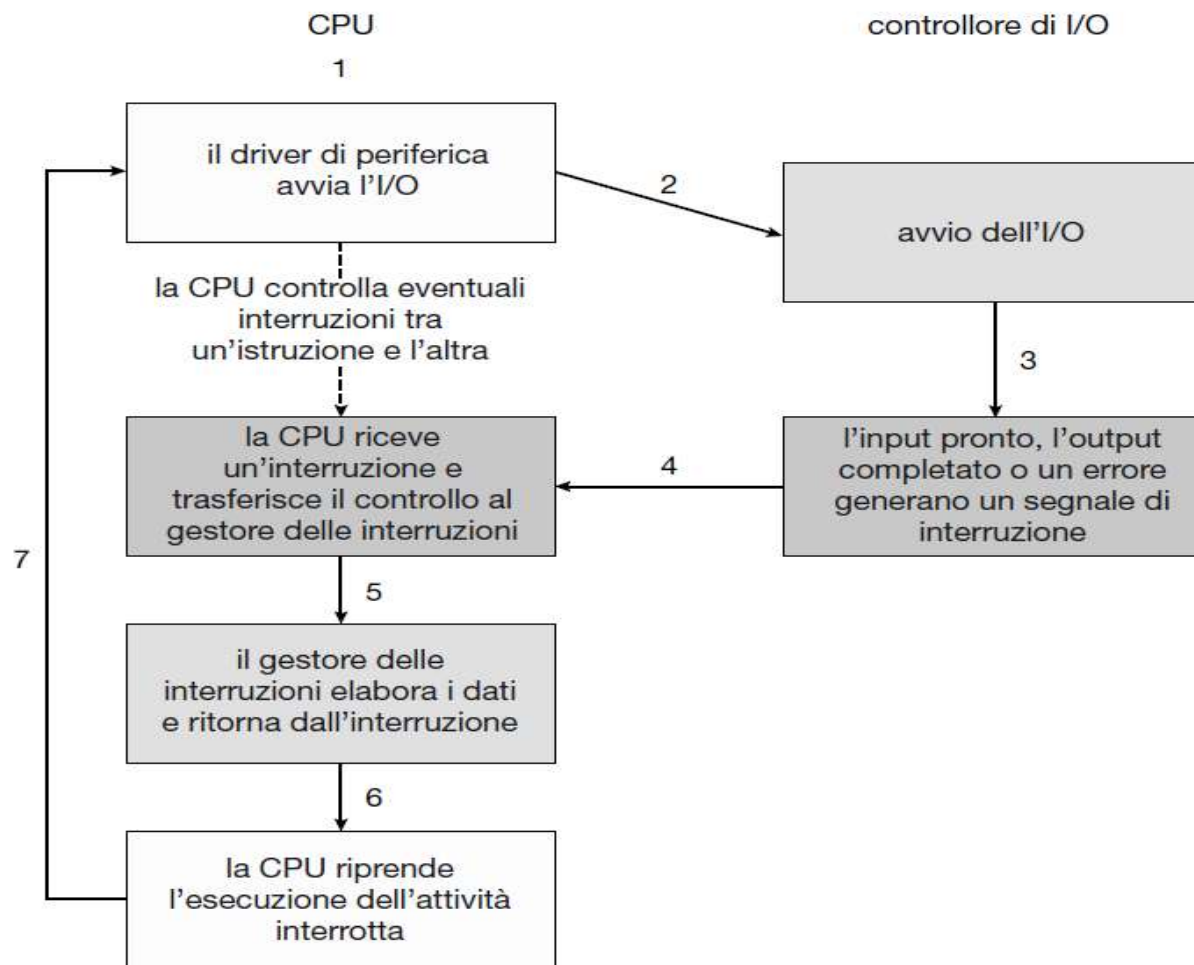 CPU
controllore di I/O
1
il driver di periferica
avvia l'I/O
2
avvio dell'I/O
la CPU controlla eventuali
interruzioni tra
un'istruzione e l'altra
3
la CPU riceve
un'interruzione e
trasferisce il controllo al
gestore delle interruzioni
4
l'input pronto, l'output
completato o un errore
generano un segnale di
interruzione
7
5
il gestore delle
interruzioni elabora i dati
e ritorna dall'interruzione
6
la CPU riprende
l'esecuzione dell'attività
interrotta